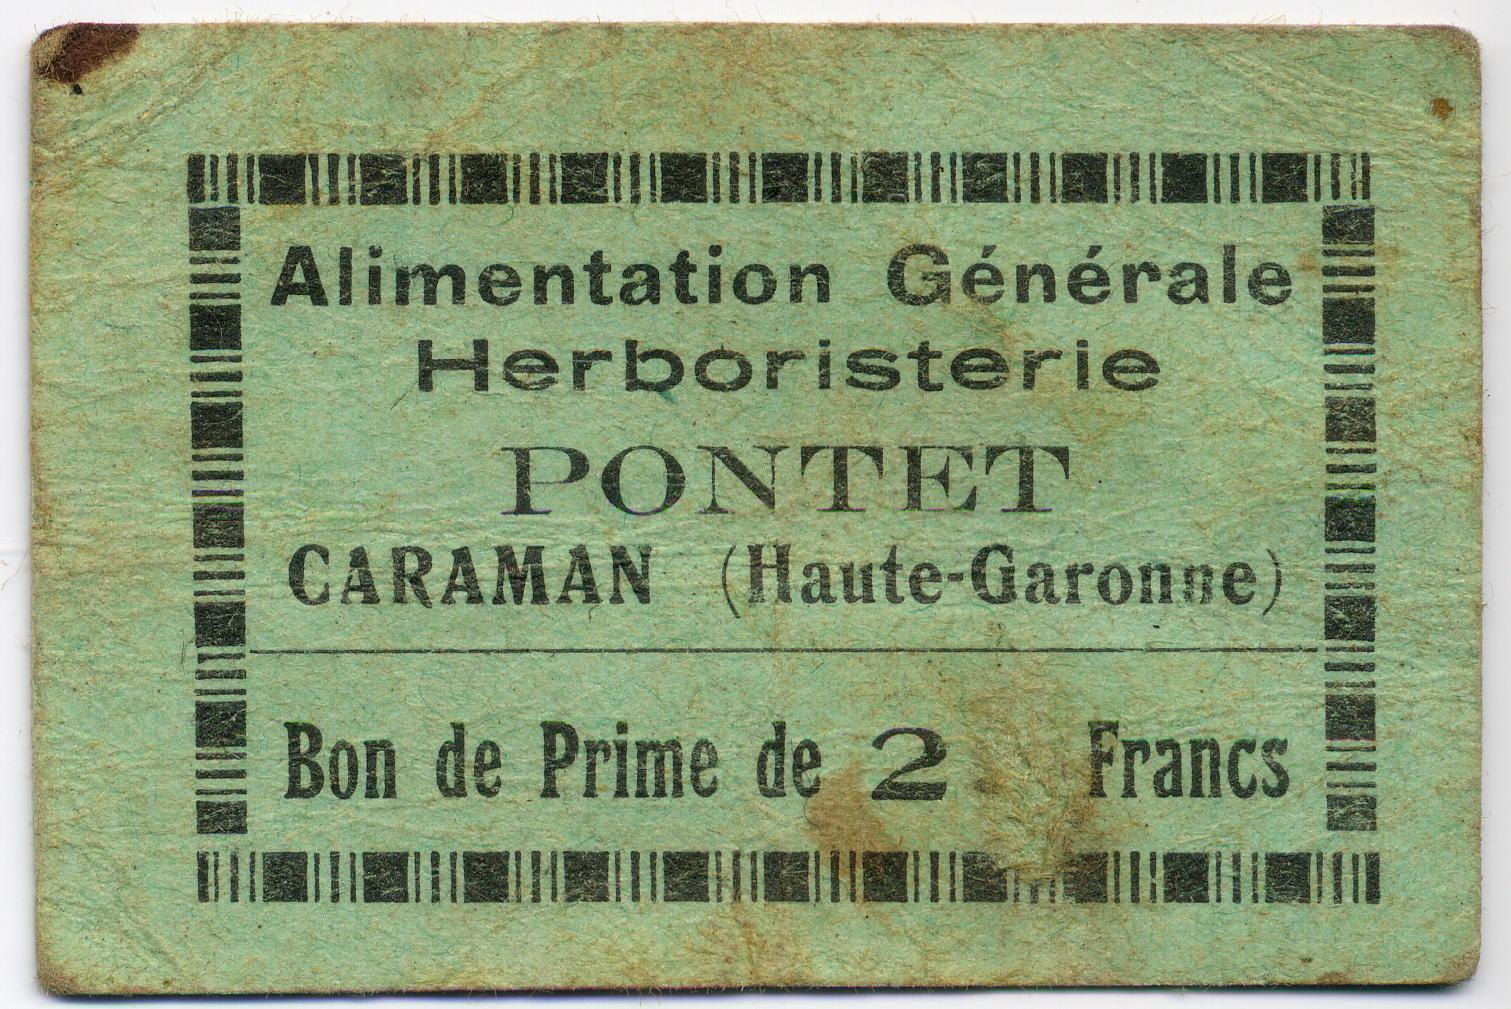 Alimentation Générale
Herboristerie
PONTET
CARAMAN (Haute-Garonne)
Bon de Prime de 2 Francs